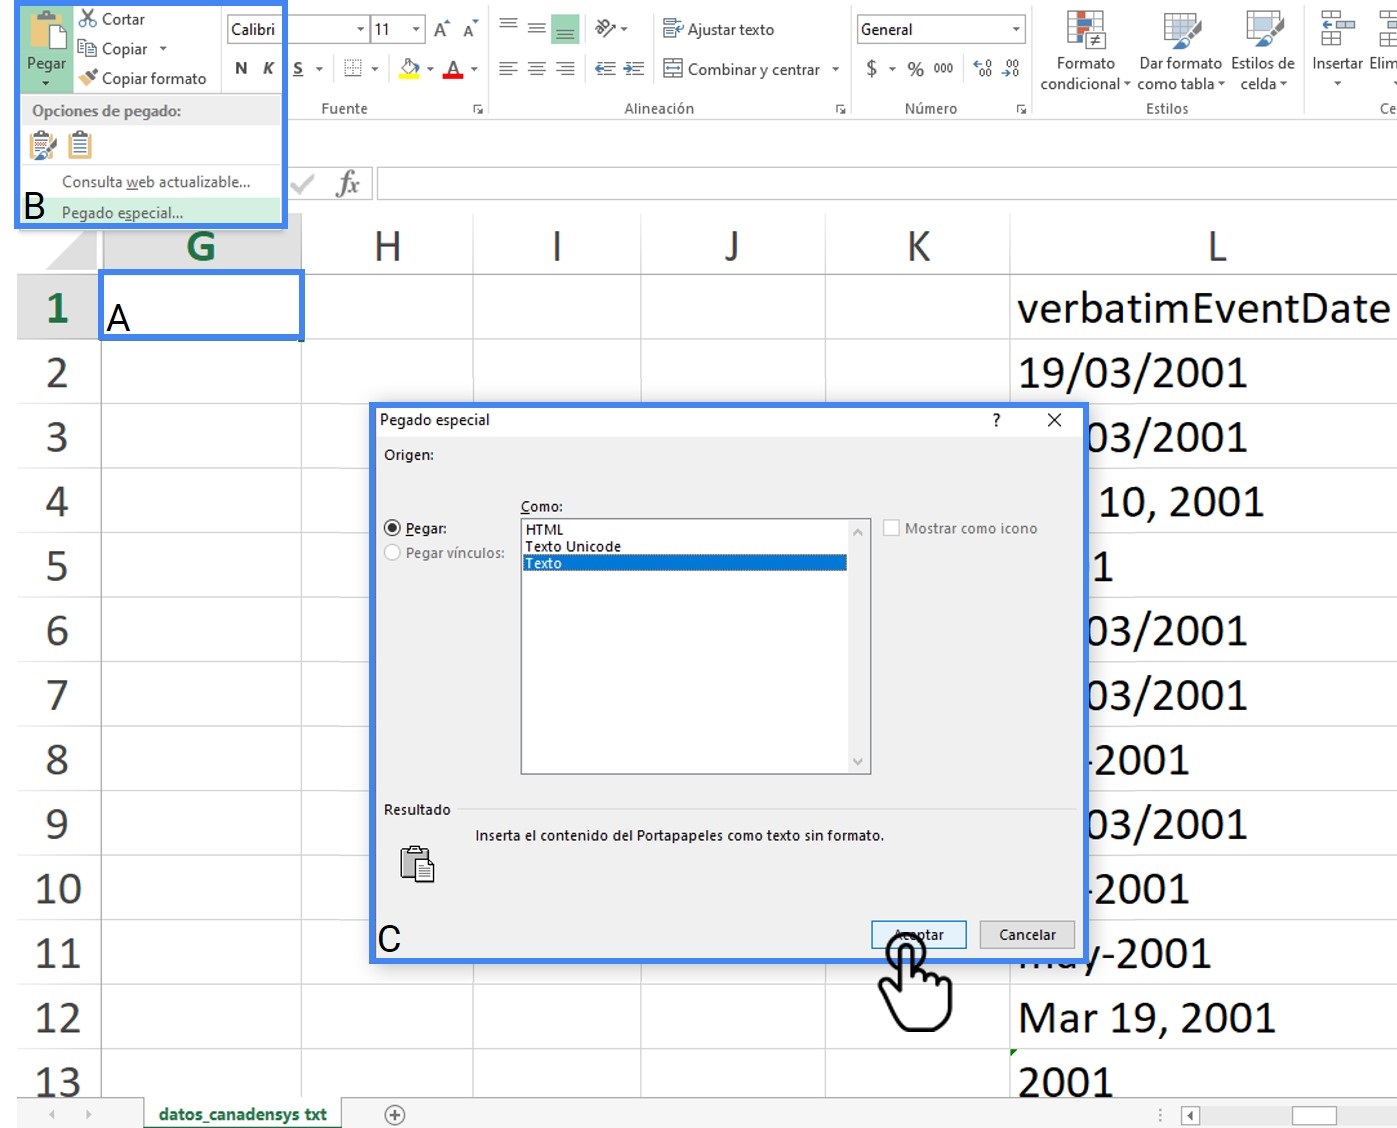 Cortar
Calibri 11 A A Ajustar texto General
Pegar Copiar
Copiar formato N K S A Combinar y centrar $ % 000
Formato condicional Dar formato como tabla Estilos de celda Insertar
Opciones de pegado: Fuente Alineación Número Estilos
Consulta web actualizable... fx
B Pegado especial...
G H I J K L
1 A verbatimEventDate
2 19/03/2001
3 03/2001
4 10, 2001
5 1
6 03/2001
7 03/2001
8 -2001
9 03/2001
10 -2001
11 -2001
12 Mar 19, 2001
13 2001
Pegado especial ?
Origen:
Como:
Pegar: HTML Mostrar como icono
Texto Unicode
Pegar vínculos: Texto
Resultado
Inserta el contenido del Portapapeles como texto sin formato.
C Aceptar Cancelar
datos_canadensys txt